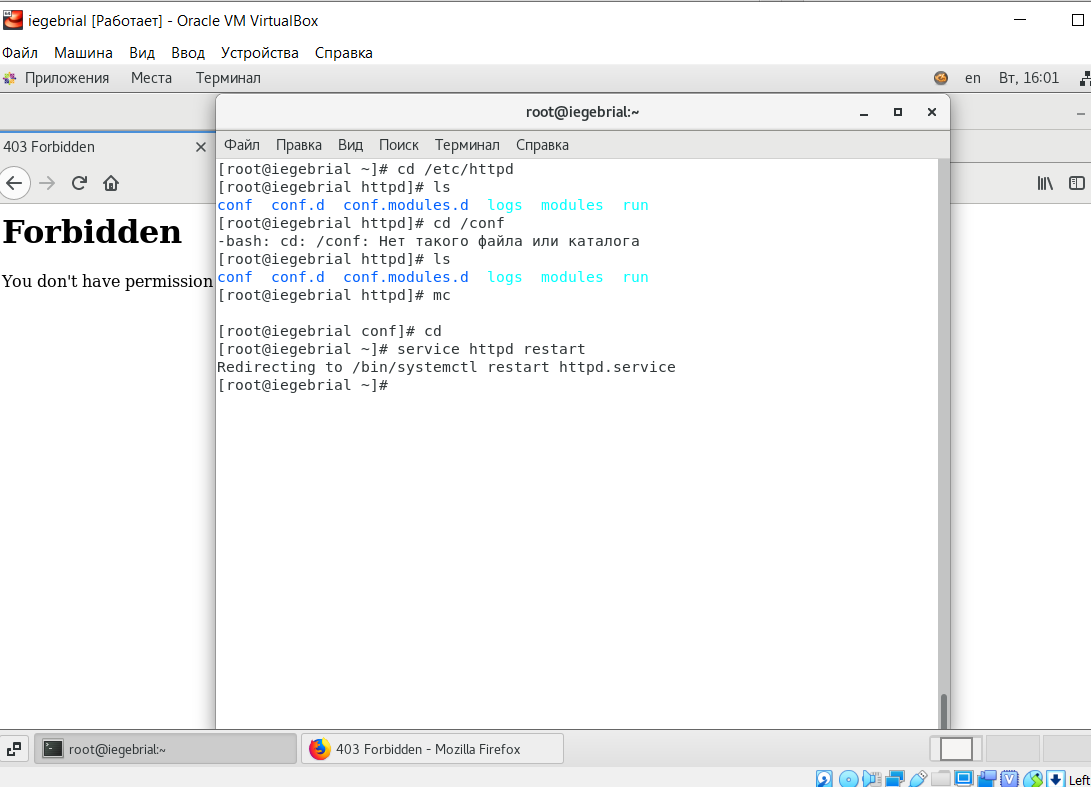 iegebrial [Работает] - Oracle VM VirtualBox
Файл Машина Вид Ввод Устройства Справка
Приложения Места Терминал en Вт, 16:01
root@iegebrial:~
403 Forbidden
Файл Правка Вид Поиск Терминал Справка
Forbidden
You don't have permission
[root@iegebrial ~]# cd /etc/httpd
[root@iegebrial httpd]# ls
conf conf.d conf.modules.d logs modules run
[root@iegebrial httpd]# cd /conf
-bash: cd: /conf: Нет такого файла или каталога
[root@iegebrial httpd]# ls
conf conf.d conf.modules.d logs modules run
[root@iegebrial httpd]# mc
[root@iegebrial conf]# cd
[root@iegebrial ~]# service httpd restart
Redirecting to /bin/systemctl restart httpd.service
[root@iegebrial ~]#
root@iegebrial:~ 403 Forbidden - Mozilla Firefox
Left